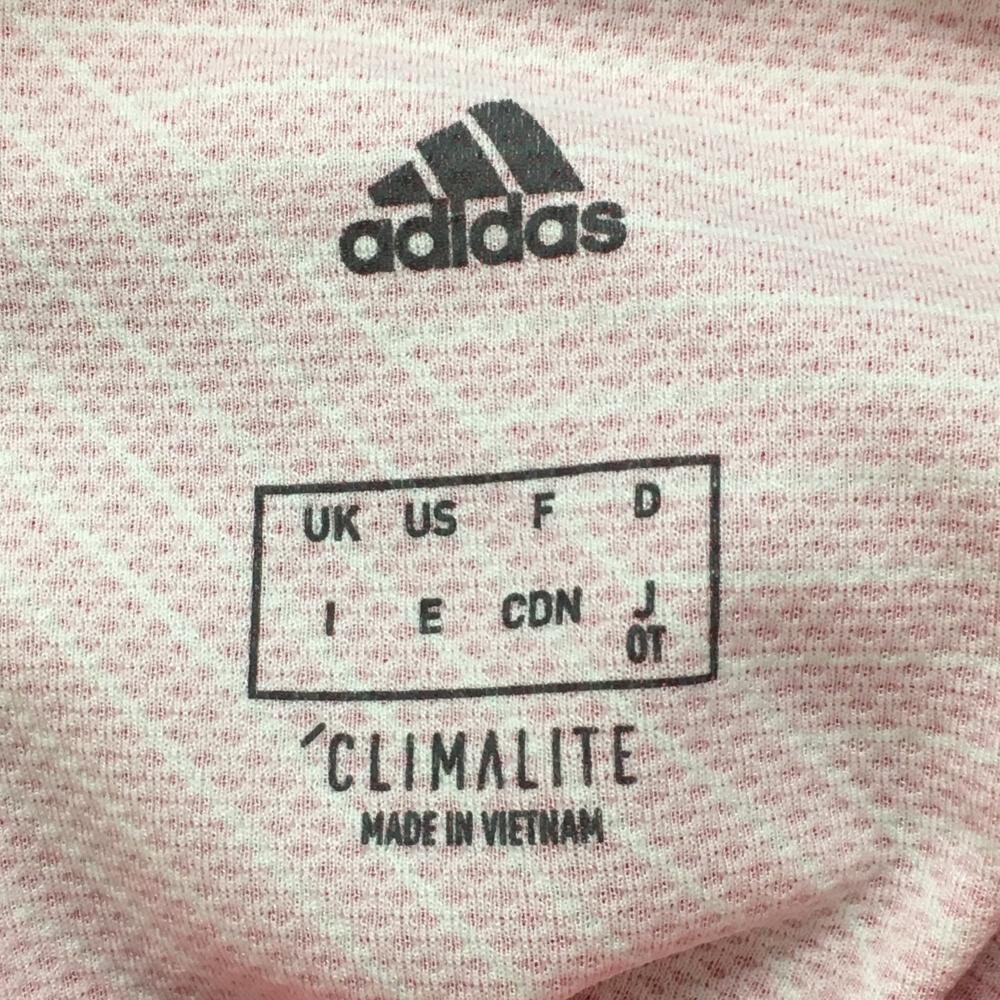 adidas
UK US F D
I E CDN J
OT
CLIMALITE
MADE IN VIETNAM